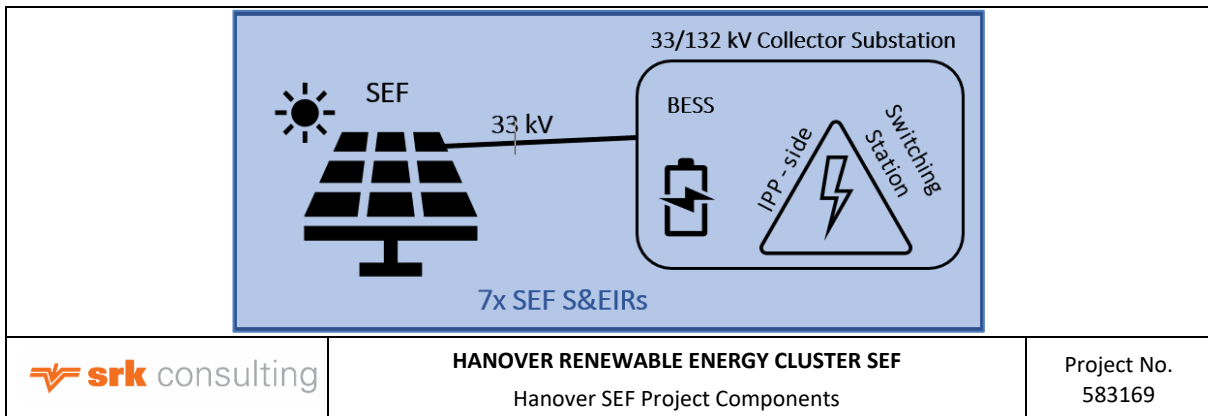 33/132 kV Collector Substation
SEF
BESS
33 kV
IPP - side
Switching
Station
7x SEF S&EIRs
srk consulting
HANOVER RENEWABLE ENERGY CLUSTER SEF
Hanover SEF Project Components
Project No.
583169